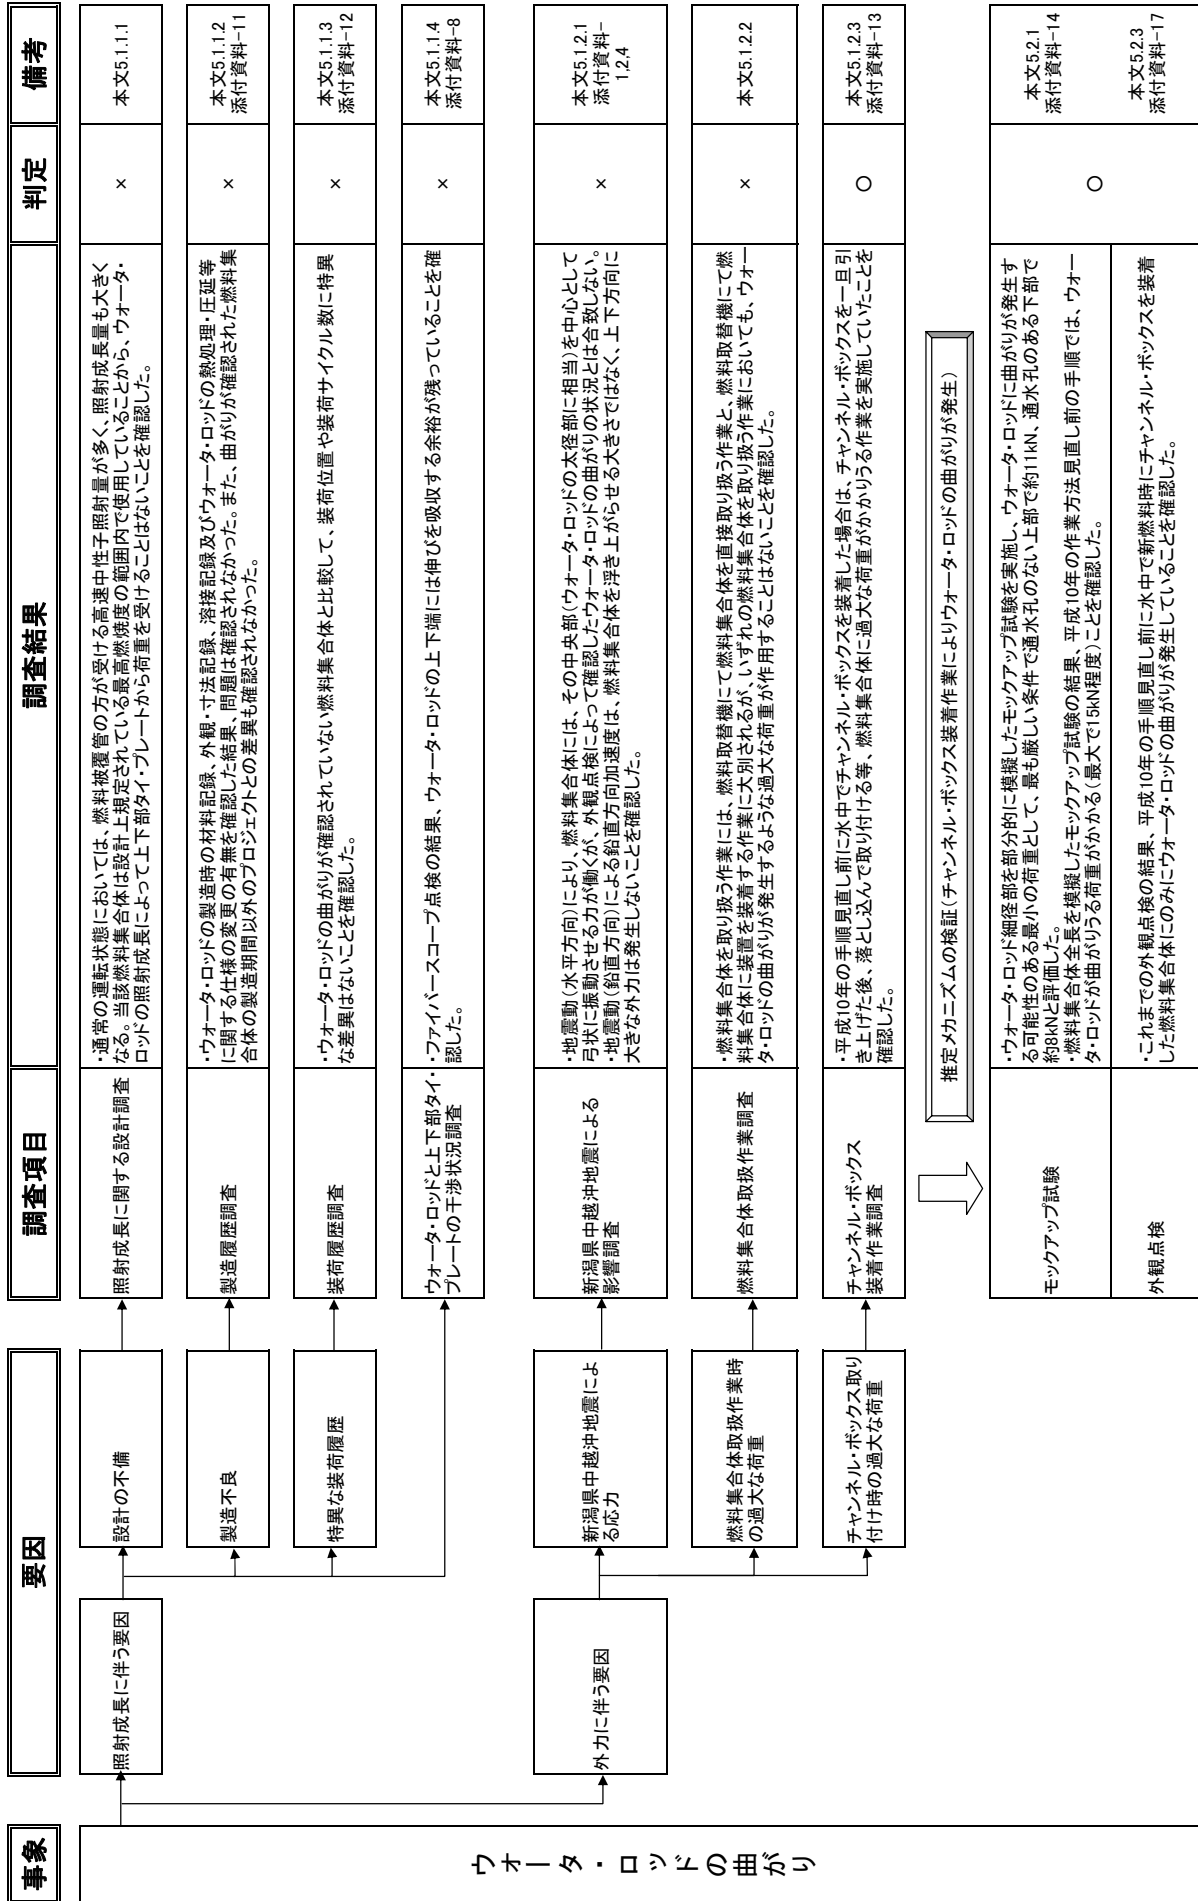 事象
要因
調査項目
調査結果
判定
備考
ウォータ・ロッドの曲がり
照射成長に伴う要因
設計の不備
照射成長に関する設計調査
・通常の運転状態においては、燃料被覆管の方が受ける高速中性子照射量が多く、照射成長量も大きく
なる。当該燃料集合体は設計上規定されている最高燃焼度の範囲内で使用していることから、ウォータ・
ロッドの照射成長によって上下部タイ・プレートから荷重を受けることはないことを確認した。
×
本文5.1.1.1
製造不良
製造履歴調査
・ウォータ・ロッドの製造時の材料記録、外観・寸法記録、溶接記録及びウォータ・ロッドの熱処理・圧延等
に関する仕様の変更の有無を確認した結果、問題は確認されなかった。また、曲がりが確認された燃料集
合体の製造期間以外のプロジェクトとの差異も確認されなかった。
×
本文5.1.1.2
添付資料-11
特異な装荷履歴
装荷履歴調査
・ウォータ・ロッドの曲がりが確認されていない燃料集合体と比較して、装荷位置や装荷サイクル数に特異
な差異はないことを確認した。
×
本文5.1.1.3
添付資料-12
ウォータ・ロッドと上下部タイ・
プレートの干渉状況調査
・ファイバースコープ点検の結果、ウォータ・ロッドの上下端には伸びを吸収する余裕が残っていることを確
認した。
×
本文5.1.1.4
添付資料-8
外力に伴う要因
新潟県中越沖地震によ
る応力
新潟県中越沖地震による
影響調査
・地震動(水平方向)により、燃料集合体には、その中央部(ウォータ・ロッドの太径部に相当)を中心として
弓状に振動させる力が働くが、外観点検によって確認したウォータ・ロッドの曲がりの状況とは合致しない。
・地震動(鉛直方向)による鉛直方向加速度は、燃料集合体を浮き上がらせる大きさではなく、上下方向に
大きな外力は発生しないことを確認した。
×
本文5.1.2.1
添付資料-
1,2,4
燃料集合体取扱作業時
の過大な荷重
燃料集合体取扱作業調査
・燃料集合体を取り扱う作業には、燃料取替機にて燃料集合体を直接取り扱う作業と、燃料取替機にて燃
料集合体に装置を装着する作業に大別されるが、いずれの燃料集合体を取り扱う作業においても、ウォー
タ・ロッドの曲がりが発生するような過大な荷重が作用することはないことを確認した。
×
本文5.1.2.2
チャンネル・ボックス取り
付け時の過大な荷重
チャンネル・ボックス
装着作業調査
・平成10年の手順見直し前に水中でチャンネル・ボックスを装着した場合は、チャンネル・ボックスを一旦引
き上げた後、落とし込んで取り付ける等、燃料集合体に過大な荷重がかかりうる作業を実施していたことを
確認した。
○
本文5.1.2.3
添付資料-13
推定メカニズムの検証(チャンネル・ボックス装着作業によりウォータ・ロッドの曲がりが発生)
モックアップ試験
・ウォータ・ロッド細径部を部分的に模擬したモックアップ試験を実施し、ウォータ・ロッドに曲がりが発生す
る可能性のある最小の荷重として、最も厳しい条件で通水孔のない上部で約11kN、通水孔のある下部で
約8kNと評価した。
・燃料集合体全長を模擬したモックアップ試験の結果、平成10年の作業方法見直し前の手順では、ウォー
タ・ロッドが曲がりうる荷重がかかる(最大で15kN程度)ことを確認した。
○
本文5.2.1
添付資料-14
外観点検
・これまでの外観点検の結果、平成10年の手順見直し前に水中で新燃料時にチャンネル・ボックスを装着
した燃料集合体にのみにウォータ・ロッドの曲がりが発生していることを確認した。
本文5.2.3
添付資料-17